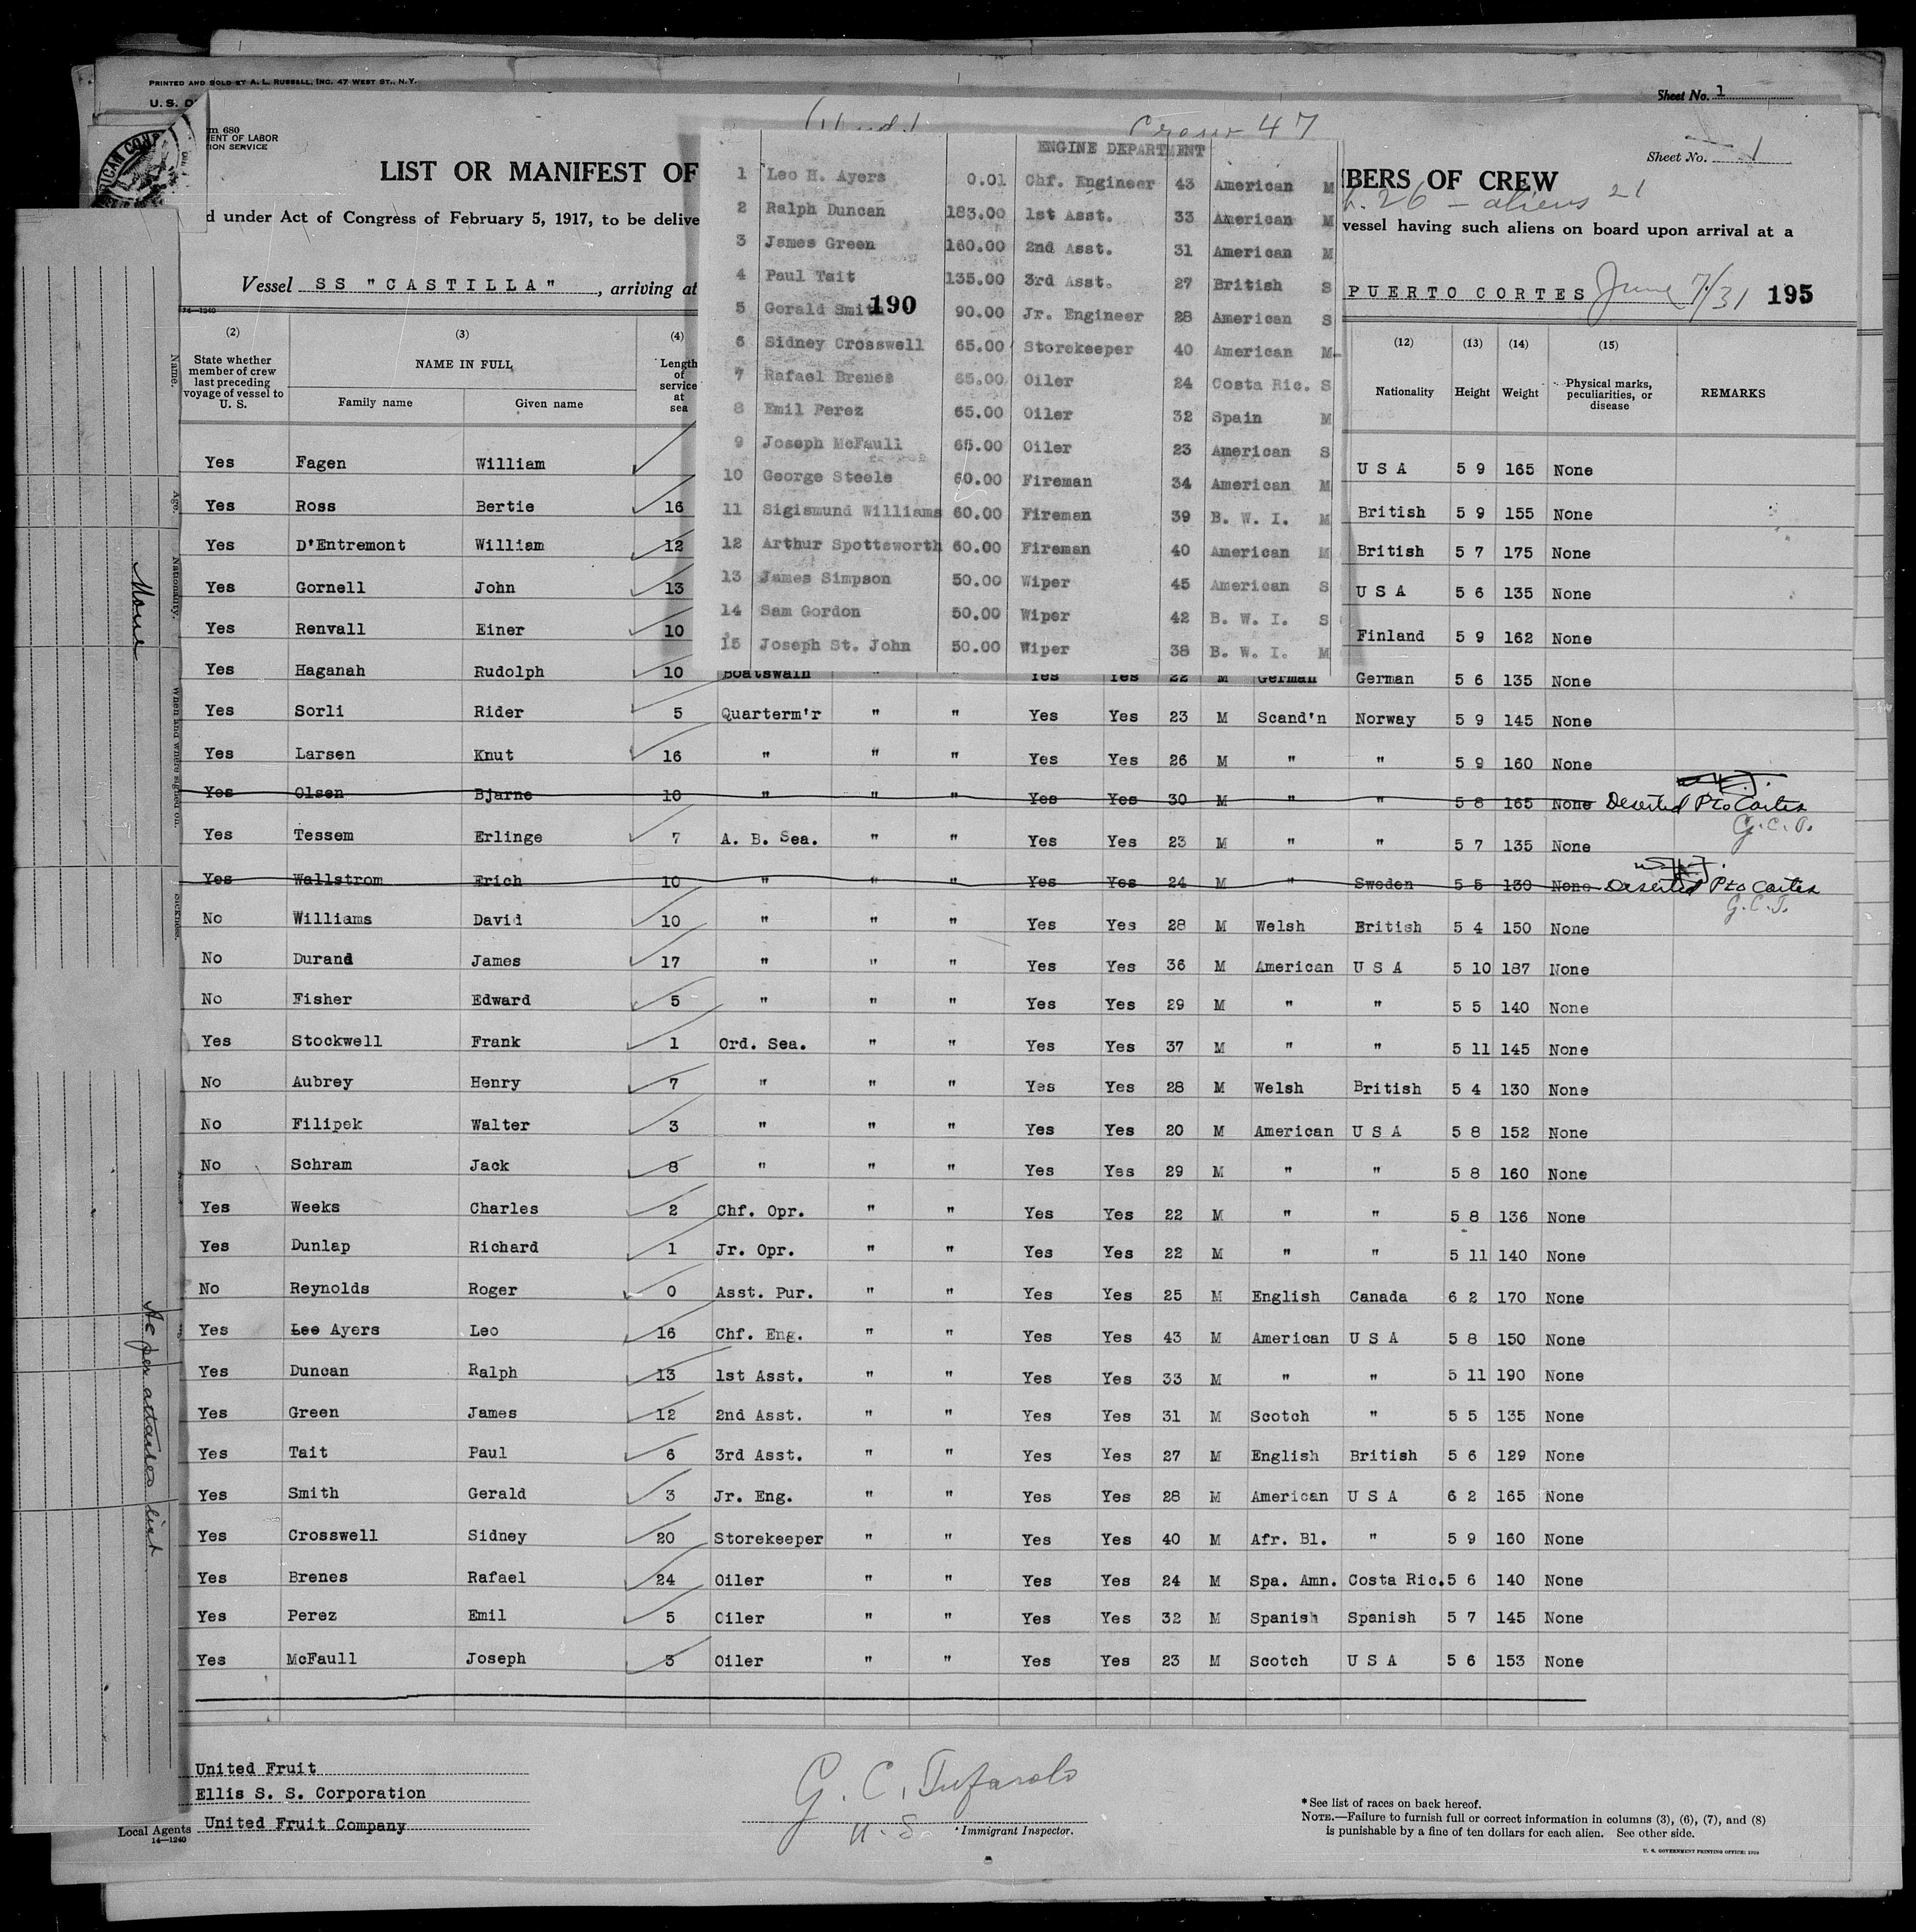 PRINTED AND SOLD BY A. L. RUSSELL, INC. 47 WEST ST., N.Y.
U. S. D
Sheet No. 1
m 680
MENT OF LABOR
ION SERVICE
Crew 47
Sheet No. 1
LIST OR MANIFEST OF
BERS OF CREW
26 - aliens 21
d under Act of Congress of February 5, 1917, to be delive
vessel having such aliens on board upon arrival at a
Vessel SS "CASTILLA", arriving at
PUERTO CORTES June 7/31 195
ENGINE DEPARTMENT
1 Leo H. Ayers 0.01 Chf. Engineer 43 American M
2 Ralph Duncan 183.00 1st Asst. 33 American M
3 James Green 160.00 2nd Asst. 31 American M
4 Paul Tait 135.00 3rd Asst. 27 British S
5 Gerald Smith 190 90.00 Jr. Engineer 28 American S
6 Sidney Crosswell 65.00 Storekeeper 40 American M
7 Rafael Brenes 65.00 Oiler 24 Costa Ric. S
8 Emil Perez 65.00 Oiler 32 Spain M
9 Joseph McFaull 65.00 Oiler 23 American S
10 George Steele 60.00 Fireman 34 American M
11 Sigismund Williams 60.00 Fireman 39 B. W. I. M
12 Arthur Spottsworth 60.00 Fireman 40 American M
13 James Simpson 50.00 Wiper 45 American S
14 Sam Gordon 50.00 Wiper 42 B. W. I. S
15 Joseph St. John 50.00 Wiper 38 B. W. I. M
14—1240
(2) (3) (4) (12) (13) (14) (15)
State whether member of crew last preceding voyage of vessel to U. S.
NAME IN FULL
Family name Given name
Length of service at sea
Nationality Height Weight
Physical marks, peculiarities, or disease
REMARKS
Yes Fagen William USA 5 9 165 None
Yes Ross Bertie 16 British 5 9 155 None
Yes D'Entremont William 12 British 5 7 175 None
Yes Gornell John 13 USA 5 6 135 None
Yes Renvall Einer 10 Finland 5 9 162 None
Yes Haganah Rudolph 10 Boatswain " " Yes Yes 22 M German German 5 6 135 None
Yes Sorli Rider 5 Quarterm'r " " Yes Yes 23 M Scand'n Norway 5 9 145 None
Yes Larsen Knut 16 " " " Yes Yes 26 M " " 5 9 160 None
Yes Olsen Bjarne 10 " " " Yes Yes 30 M " " 5 8 165 None Deserted Pto Cortes
Yes Tessem Erlinge 7 A. B. Sea. " " Yes Yes 23 M " " 5 7 135 None
Yes Wallstrom Erich 10 " " " Yes Yes 24 M " Sweden 5 5 130 None Deserted Pto Cortes
G. C. T.
No Williams David 10 " " " Yes Yes 28 M Welsh British 5 4 150 None
No Durand James 17 " " " Yes Yes 36 M American USA 5 10 187 None
No Fisher Edward 5 " " " Yes Yes 29 M " " 5 5 140 None
Yes Stockwell Frank 1 Ord. Sea. " " Yes Yes 37 M " " 5 11 145 None
No Aubrey Henry 7 " " " Yes Yes 28 M Welsh British 5 4 130 None
No Filipek Walter 3 " " " Yes Yes 20 M American USA 5 8 152 None
No Schram Jack 8 " " " Yes Yes 29 M " " 5 8 160 None
Yes Weeks Charles 2 Chf. Opr. " " Yes Yes 22 M " " 5 8 136 None
Yes Dunlap Richard 1 Jr. Opr. " " Yes Yes 22 M " " 5 11 140 None
No Reynolds Roger 0 Asst. Pur. " " Yes Yes 25 M English Canada 6 2 170 None
Yes Lee Ayers Leo 16 Chf. Eng. " " Yes Yes 43 M American USA 5 8 150 None
Yes Duncan Ralph 13 1st Asst. " " Yes Yes 33 M " " 5 11 190 None
Yes Green James 12 2nd Asst. " " Yes Yes 31 M Scotch " 5 5 135 None
Yes Tait Paul 6 3rd Asst. " " Yes Yes 27 M English British 5 6 129 None
Yes Smith Gerald 3 Jr. Eng. " " Yes Yes 28 M American USA 6 2 165 None
Yes Crosswell Sidney 20 Storekeeper " " Yes Yes 40 M Afr. Bl. " 5 9 160 None
Yes Brenes Rafael 24 Oiler " " Yes Yes 24 M Spa. Amn. Costa Ric. 5 6 140 None
Yes Perez Emil 5 Oiler " " Yes Yes 32 M Spanish Spanish 5 7 145 None
Yes McFaull Joseph 3 Oiler " " Yes Yes 23 M Scotch USA 5 6 153 None
Name.
Age.
Nationality.
When and where signed on.
Sickness.
None
As per attached list
United Fruit
Ellis S. S. Corporation
Local Agents United Fruit Company
14—1240
G. C. Tufarolo
U. S. Immigrant Inspector.
* See list of races on back hereof.
NOTE.—Failure to furnish full or correct information in columns (3), (6), (7), and (8)
is punishable by a fine of ten dollars for each alien. See other side.